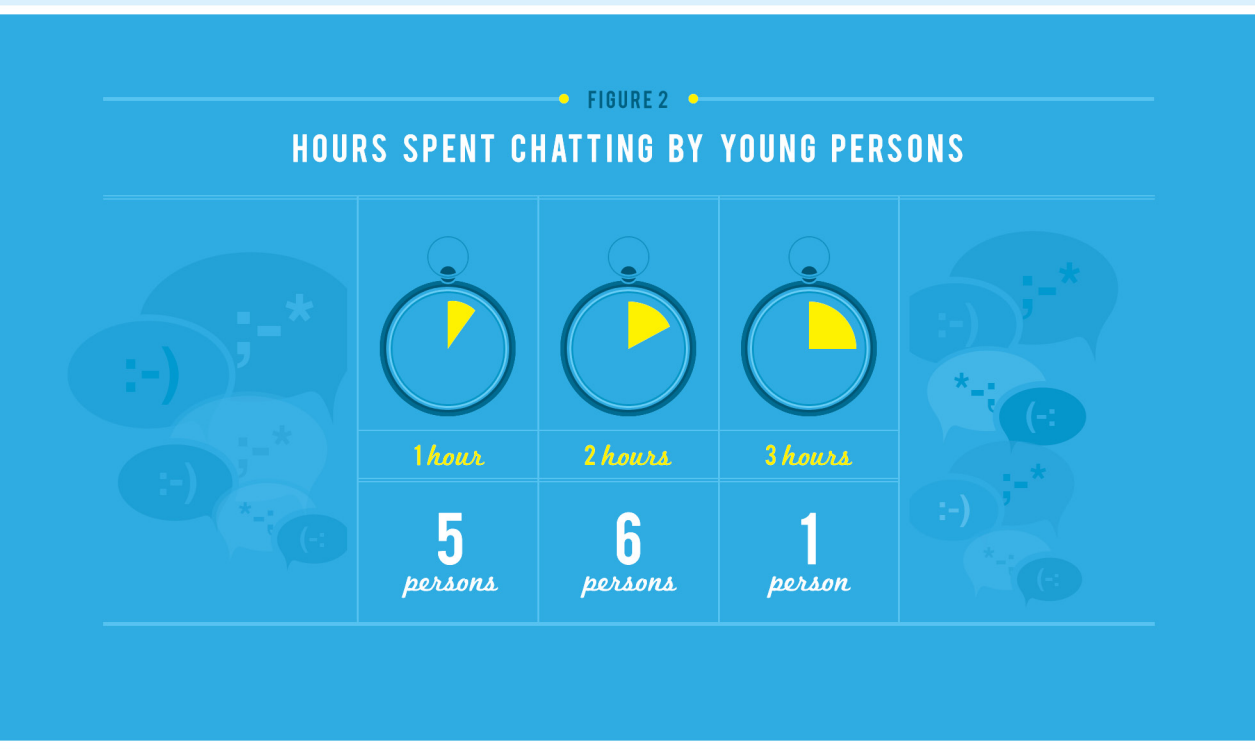 FIGURE 2
HOURS SPENT CHATTING BY YOUNG PERSONS
;-*
:-)
;-*
:-)
*-;
(-:
1 hour
2 hours
3 hours
5
persons
6
persons
1
person
;-*
:-)
*-;
(-:
;-*
:-)
*-;
(-: